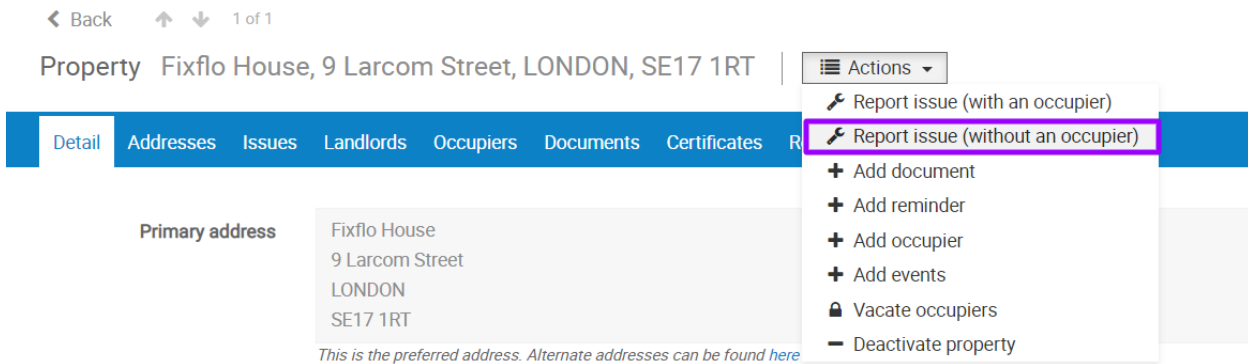 Back 1 of 1
Property Fixflo House, 9 Larcom Street, LONDON, SE17 1RT Actions
Report issue (with an occupier)
Report issue (without an occupier)
Add document
Add reminder
Add occupier
Add events
Vacate occupiers
Deactivate property
Detail Addresses Issues Landlords Occupiers Documents Certificates
Primary address
Fixflo House
9 Larcom Street
LONDON
SE17 1RT
This is the preferred address. Alternate addresses can be found here